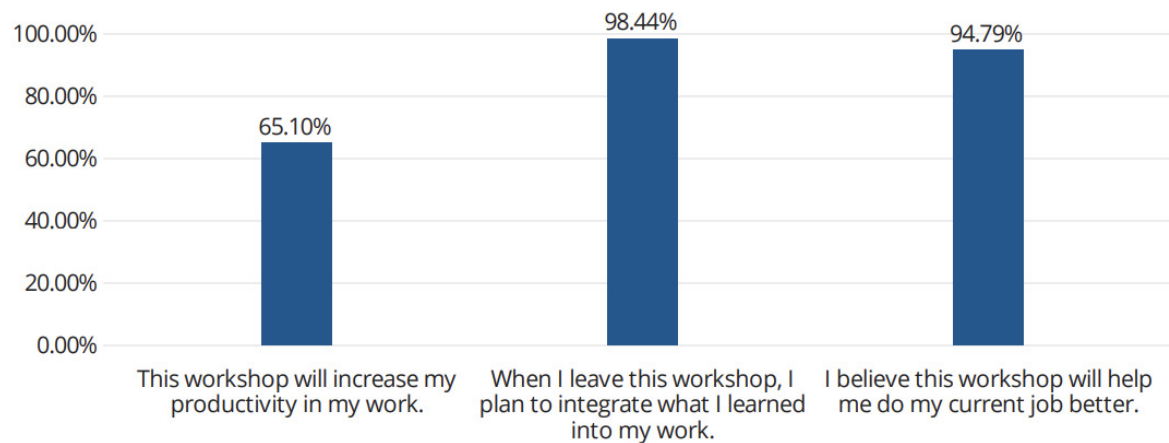 98.44%
100.00%
94.79%
80.00%
65.10%
60.00%
40.00%
20.00%
0.00%
This workshop will increase my
productivity in my work.
When I leave this workshop, I
plan to integrate what I learned
into my work.
I believe this workshop will help
me do my current job better.